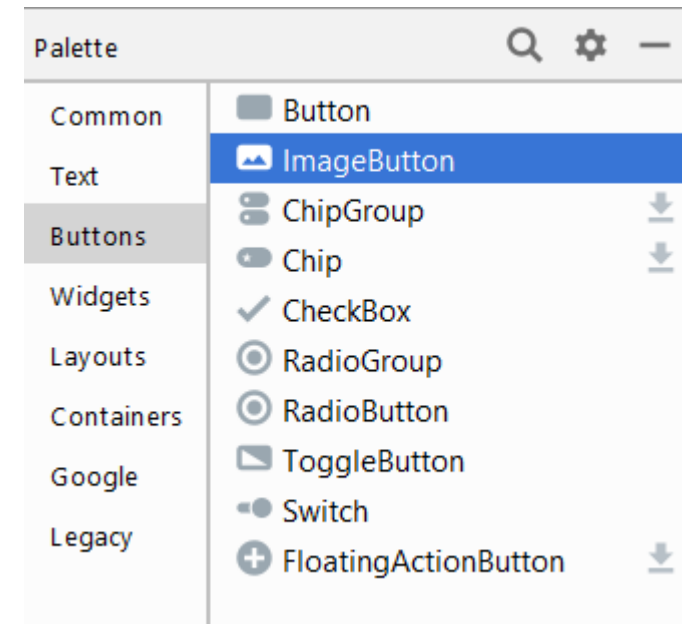 Palette
Common
Text
Buttons
Widgets
Layouts
Containers
Google
Legacy
Button
ImageButton
ChipGroup
Chip
CheckBox
RadioGroup
RadioButton
ToggleButton
Switch
FloatingActionButton